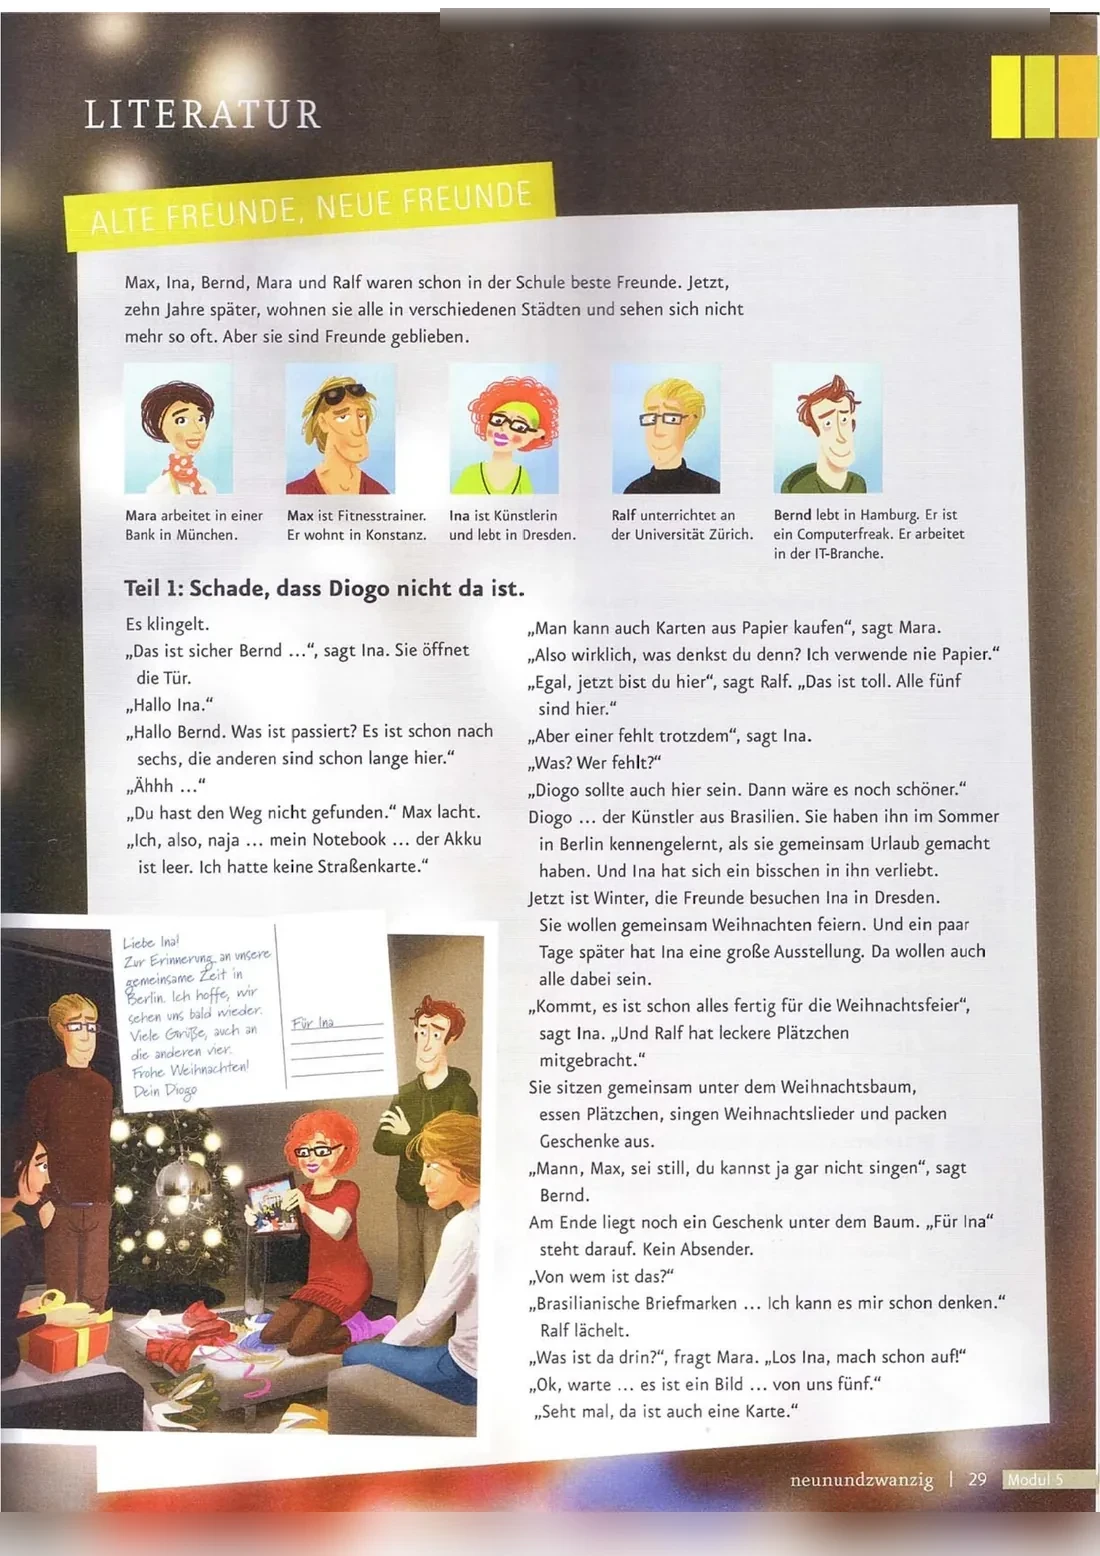 LITERATUR
ALTE FREUNDE, NEUE FREUNDE
Max, Ina, Bernd, Mara und Ralf waren schon in der Schule beste Freunde. Jetzt,
zehn Jahre später, wohnen sie alle in verschiedenen Städten und sehen sich nicht
mehr so oft. Aber sie sind Freunde geblieben.
Mara arbeitet in einer
Bank in München.
Max ist Fitnesstrainer.
Er wohnt in Konstanz.
Ina ist Künstlerin
und lebt in Dresden.
Ralf unterrichtet an
der Universität Zürich.
Bernd lebt in Hamburg. Er ist
ein Computerfreak. Er arbeitet
in der IT-Branche.
Teil 1: Schade, dass Diogo nicht da ist.
Es klingelt.
„Das ist sicher Bernd ...“, sagt Ina. Sie öffnet
die Tür.
„Hallo Ina.“
„Hallo Bernd. Was ist passiert? Es ist schon nach
sechs, die anderen sind schon lange hier.“
„Ähhh ...“
„Du hast den Weg nicht gefunden.“ Max lacht.
„Ich, also, naja ... mein Notebook ... der Akku
ist leer. Ich hatte keine Straßenkarte.“
Liebe Ina!
Zur Erinnerung an unsere
gemeinsame Zeit in
Berlin. Ich hoffe, wir
sehen uns bald wieder.
Viele Grüße, auch an
die anderen vier.
Frohe Weihnachten!
Dein Diogo
Für Ina
„Man kann auch Karten aus Papier kaufen“, sagt Mara.
„Also wirklich, was denkst du denn? Ich verwende nie Papier.“
„Egal, jetzt bist du hier“, sagt Ralf. „Das ist toll. Alle fünf
sind hier.“
„Aber einer fehlt trotzdem“, sagt Ina.
„Was? Wer fehlt?“
„Diogo sollte auch hier sein. Dann wäre es noch schöner.“
Diogo ... der Künstler aus Brasilien. Sie haben ihn im Sommer
in Berlin kennengelernt, als sie gemeinsam Urlaub gemacht
haben. Und Ina hat sich ein bisschen in ihn verliebt.
Jetzt ist Winter, die Freunde besuchen Ina in Dresden.
Sie wollen gemeinsam Weihnachten feiern. Und ein paar
Tage später hat Ina eine große Ausstellung. Da wollen auch
alle dabei sein.
„Kommt, es ist schon alles fertig für die Weihnachtsfeier“,
sagt Ina. „Und Ralf hat leckere Plätzchen
mitgebracht.“
Sie sitzen gemeinsam unter dem Weihnachtsbaum,
essen Plätzchen, singen Weihnachtslieder und packen
Geschenke aus.
„Mann, Max, sei still, du kannst ja gar nicht singen“, sagt
Bernd.
Am Ende liegt noch ein Geschenk unter dem Baum. „Für Ina“
steht darauf. Kein Absender.
„Von wem ist das?“
„Brasilianische Briefmarken ... Ich kann es mir schon denken.“
Ralf lächelt.
„Was ist da drin?“, fragt Mara. „Los Ina, mach schon auf!“
„Ok, warte ... es ist ein Bild ... von uns fünf.“
„Seht mal, da ist auch eine Karte.“
neunundzwanzig | 29 Modul 5